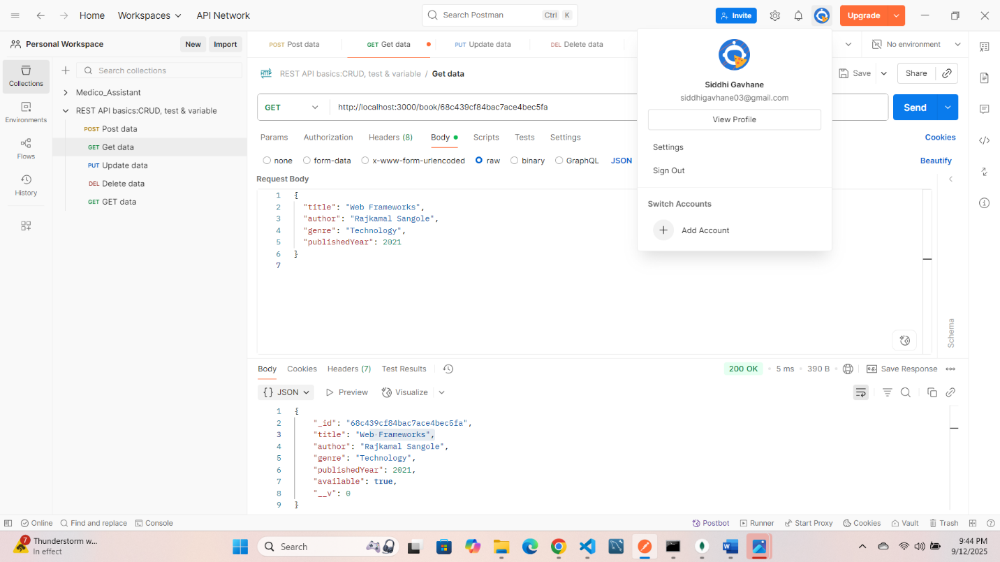 Home Workspaces API Network Search Postman Ctrl K Invite Upgrade
Personal Workspace New Import POST Post data GET Get data PUT Update data DEL Delete data No environment
Collections
Environments
Flows
History
Search collections
Medico_Assistant
REST API basics:CRUD, test & variable
POST Post data
GET Get data
PUT Update data
DEL Delete data
GET GET data
HTTP REST API basics:CRUD, test & variable / Get data Save Share
GET http://localhost:3000/book/68c439cf84bac7ace4bec5fa Send
Params Authorization Headers (8) Body Scripts Tests Settings Cookies
none form-data x-www-form-urlencoded raw binary GraphQL JSON Beautify
Request Body
1 {
2 "title": "Web Frameworks",
3 "author": "Rajkamal Sangole",
4 "genre": "Technology",
5 "publishedYear": 2021
6 }
7
Schema
Siddhi Gavhane
siddhigavhane03@gmail.com
View Profile
Settings
Sign Out
Switch Accounts
Add Account
Body Cookies Headers (7) Test Results 200 OK • 5 ms • 390 B e.g. Save Response
{} JSON Preview Visualize
1 {
2 "_id": "68c439cf84bac7ace4bec5fa",
3 "title": "Web Frameworks",
4 "author": "Rajkamal Sangole",
5 "genre": "Technology",
6 "publishedYear": 2021,
7 "available": true,
8 "__v": 0
9 }
Online Find and replace Console Postbot Runner Start Proxy Cookies Vault Trash
7 Thunderstorm w...
In effect
Search
9:44 PM
9/12/2025